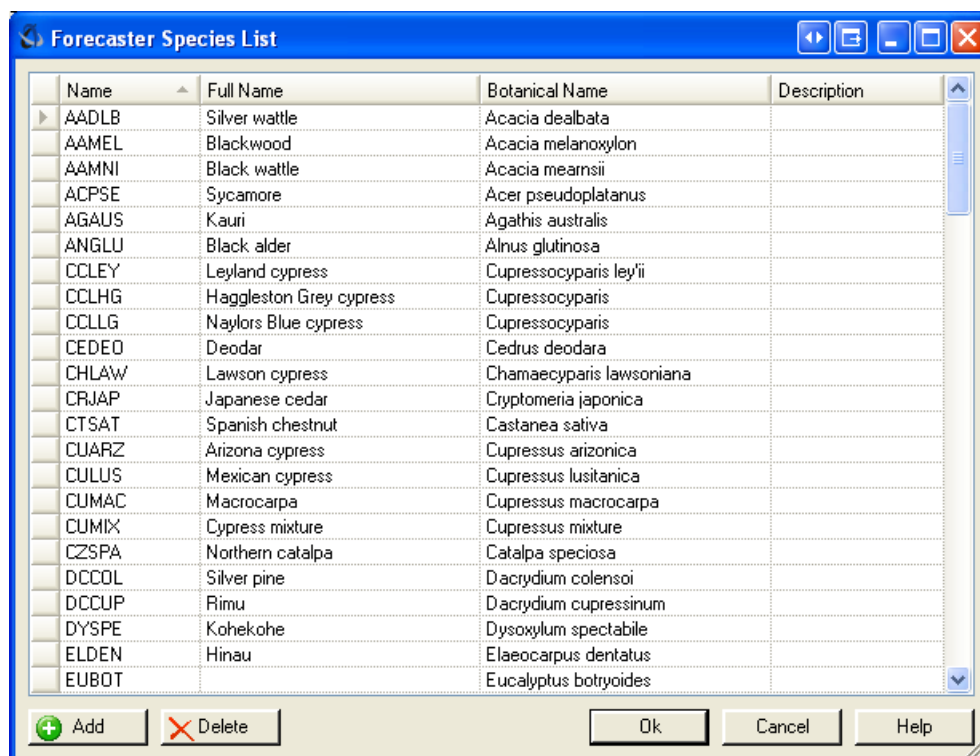 Forecaster Species List
Name Full Name Botanical Name Description
AADLB Silver wattle Acacia dealbata
AAMEL Blackwood Acacia melanoxylon
AAMNI Black wattle Acacia mearnsii
ACPSE Sycamore Acer pseudoplatanus
AGAUS Kauri Agathis australis
ANGLU Black alder Alnus glutinosa
CCLEY Leyland cypress Cupressocyparis ley'ii
CCLHG Haggleston Grey cypress Cupressocyparis
CCLLG Naylors Blue cypress Cupressocyparis
CEDEO Deodar Cedrus deodara
CHLAW Lawson cypress Chamaecyparis lawsoniana
CRJAP Japanese cedar Cryptomeria japonica
CTSAT Spanish chestnut Castanea sativa
CUARZ Arizona cypress Cupressus arizonica
CULUS Mexican cypress Cupressus lusitanica
CUMAC Macrocarpa Cupressus macrocarpa
CUMIX Cypress mixture Cupressus mixture
CZSPA Northern catalpa Catalpa speciosa
DCCOL Silver pine Dacrydium colensoi
DCCUP Rimu Dacrydium cupressinum
DYSPE Kohekohe Dysoxylum spectabile
ELDEN Hinau Elaeocarpus dentatus
EUBOT Eucalyptus botryoides
Add Delete Ok Cancel Help